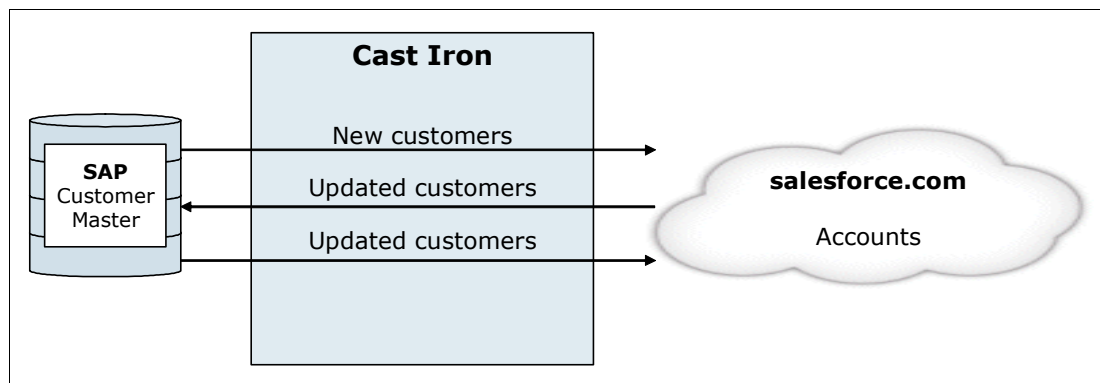 Cast Iron
New customers
SAP
Customer
Master
Updated customers
Updated customers
salesforce.com
Accounts